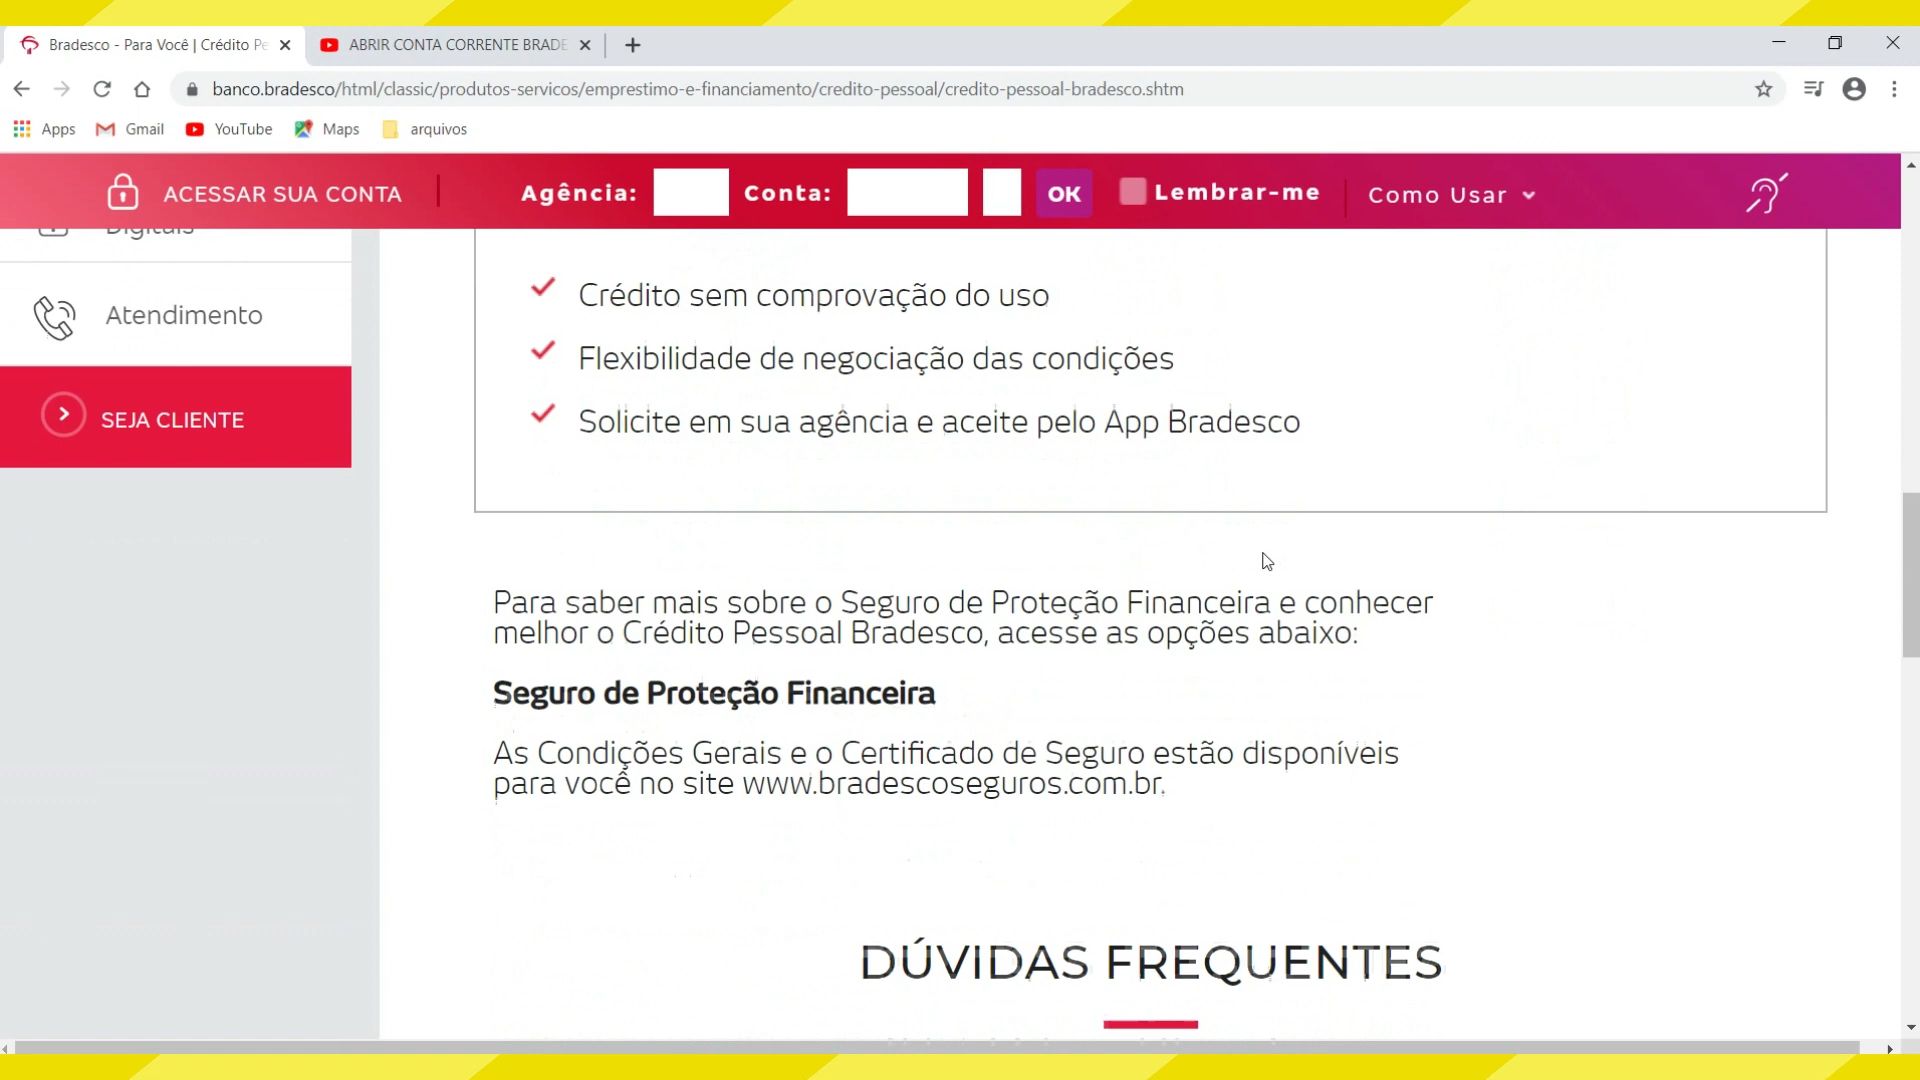 Bradesco - Para Você | Crédito Pe
ABRIR CONTA CORRENTE BRADE
banco.bradesco/html/classic/produtos-servicos/emprestimo-e-financiamento/credito-pessoal/credito-pessoal-bradesco.shtm
Apps
Gmail
YouTube
Maps
arquivos
ACESSAR SUA CONTA
Agência:
Conta:
OK
Lembrar-me
Como Usar
Digitais
Atendimento
SEJA CLIENTE
Crédito sem comprovação do uso
Flexibilidade de negociação das condições
Solicite em sua agência e aceite pelo App Bradesco
Para saber mais sobre o Seguro de Proteção Financeira e conhecer
melhor o Crédito Pessoal Bradesco, acesse as opções abaixo:
Seguro de Proteção Financeira
As Condições Gerais e o Certificado de Seguro estão disponíveis
para você no site www.bradescoseguros.com.br.
DÚVIDAS FREQUENTES